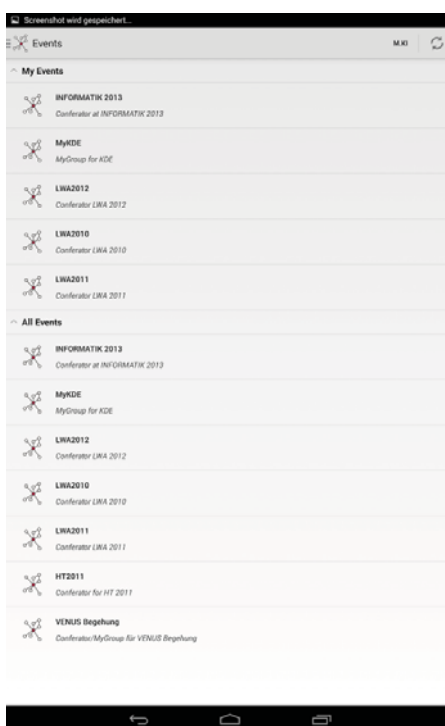 Screenshot wird gespeichert...
Events M.KI
My Events
INFORMATIK 2013
Conferator at INFORMATIK 2013
MyKDE
MyGroup for KDE
LWA2012
Conferator LWA 2012
LWA2010
Conferator LWA 2010
LWA2011
Conferator LWA 2011
All Events
INFORMATIK 2013
Conferator at INFORMATIK 2013
MyKDE
MyGroup for KDE
LWA2012
Conferator LWA 2012
LWA2010
Conferator LWA 2010
LWA2011
Conferator LWA 2011
HT2011
Conferator for HT 2011
VENUS Begehung
Conferator/MyGroup für VENUS Begehung